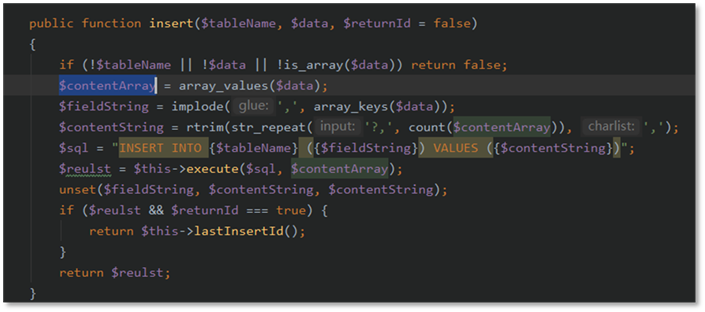 public function insert($tableName, $data, $returnId = false)
{
    if (!$tableName || !$data || !is_array($data)) return false;
    $contentArray = array_values($data);
    $fieldString = implode( glue: ',', array_keys($data));
    $contentString = rtrim(str_repeat( input: '?,', count($contentArray)), charlist: ',');
    $sql = "INSERT INTO {$tableName} ({$fieldString}) VALUES ({$contentString})";
    $reulst = $this->execute($sql, $contentArray);
    unset($fieldString, $contentString, $contentString);
    if ($reulst && $returnId === true) {
        return $this->lastInsertId();
    }
    return $reulst;
}